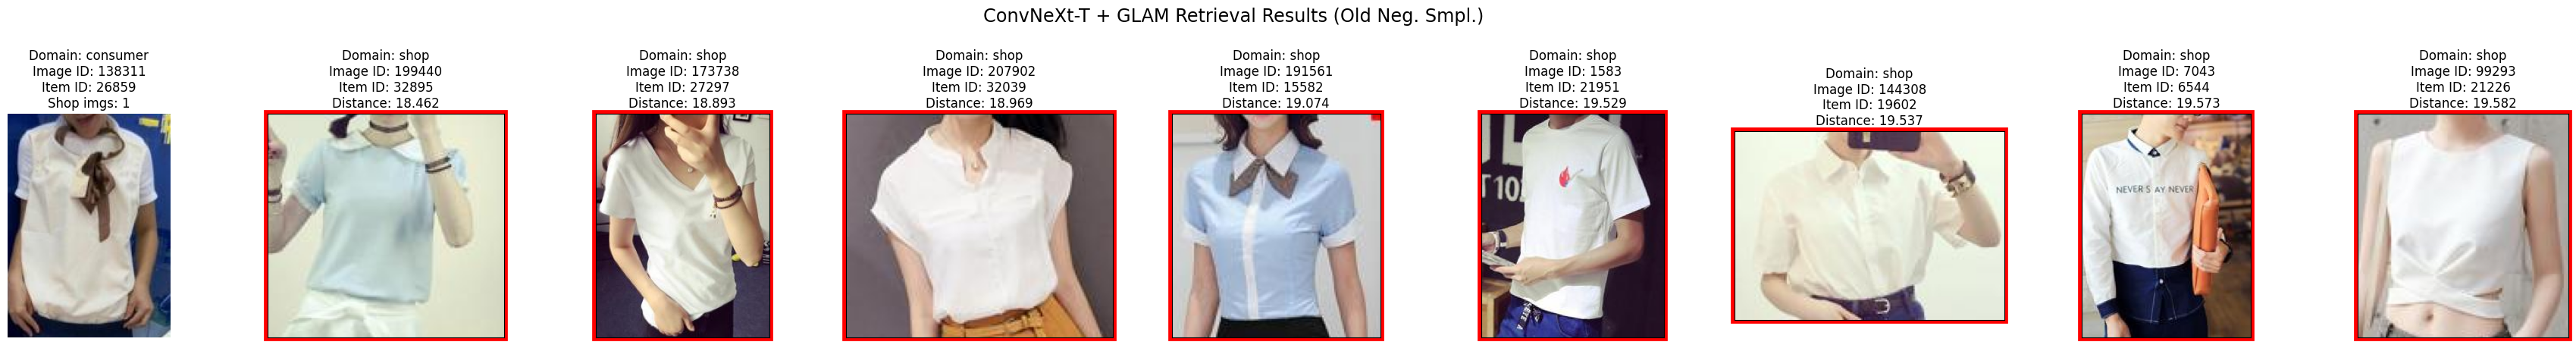 ConvNeXt-T + GLAM Retrieval Results (Old Neg. Smpl.)
Domain: consumer
Image ID: 138311
Item ID: 26859
Shop imgs: 1
Domain: shop
Image ID: 199440
Item ID: 32895
Distance: 18.462
Domain: shop
Image ID: 173738
Item ID: 27297
Distance: 18.893
Domain: shop
Image ID: 207902
Item ID: 32039
Distance: 18.969
Domain: shop
Image ID: 191561
Item ID: 15582
Distance: 19.074
Domain: shop
Image ID: 1583
Item ID: 21951
Distance: 19.529
Domain: shop
Image ID: 144308
Item ID: 19602
Distance: 19.537
Domain: shop
Image ID: 7043
Item ID: 6544
Distance: 19.573
NEVER S AY NEVER
Domain: shop
Image ID: 99293
Item ID: 21226
Distance: 19.582